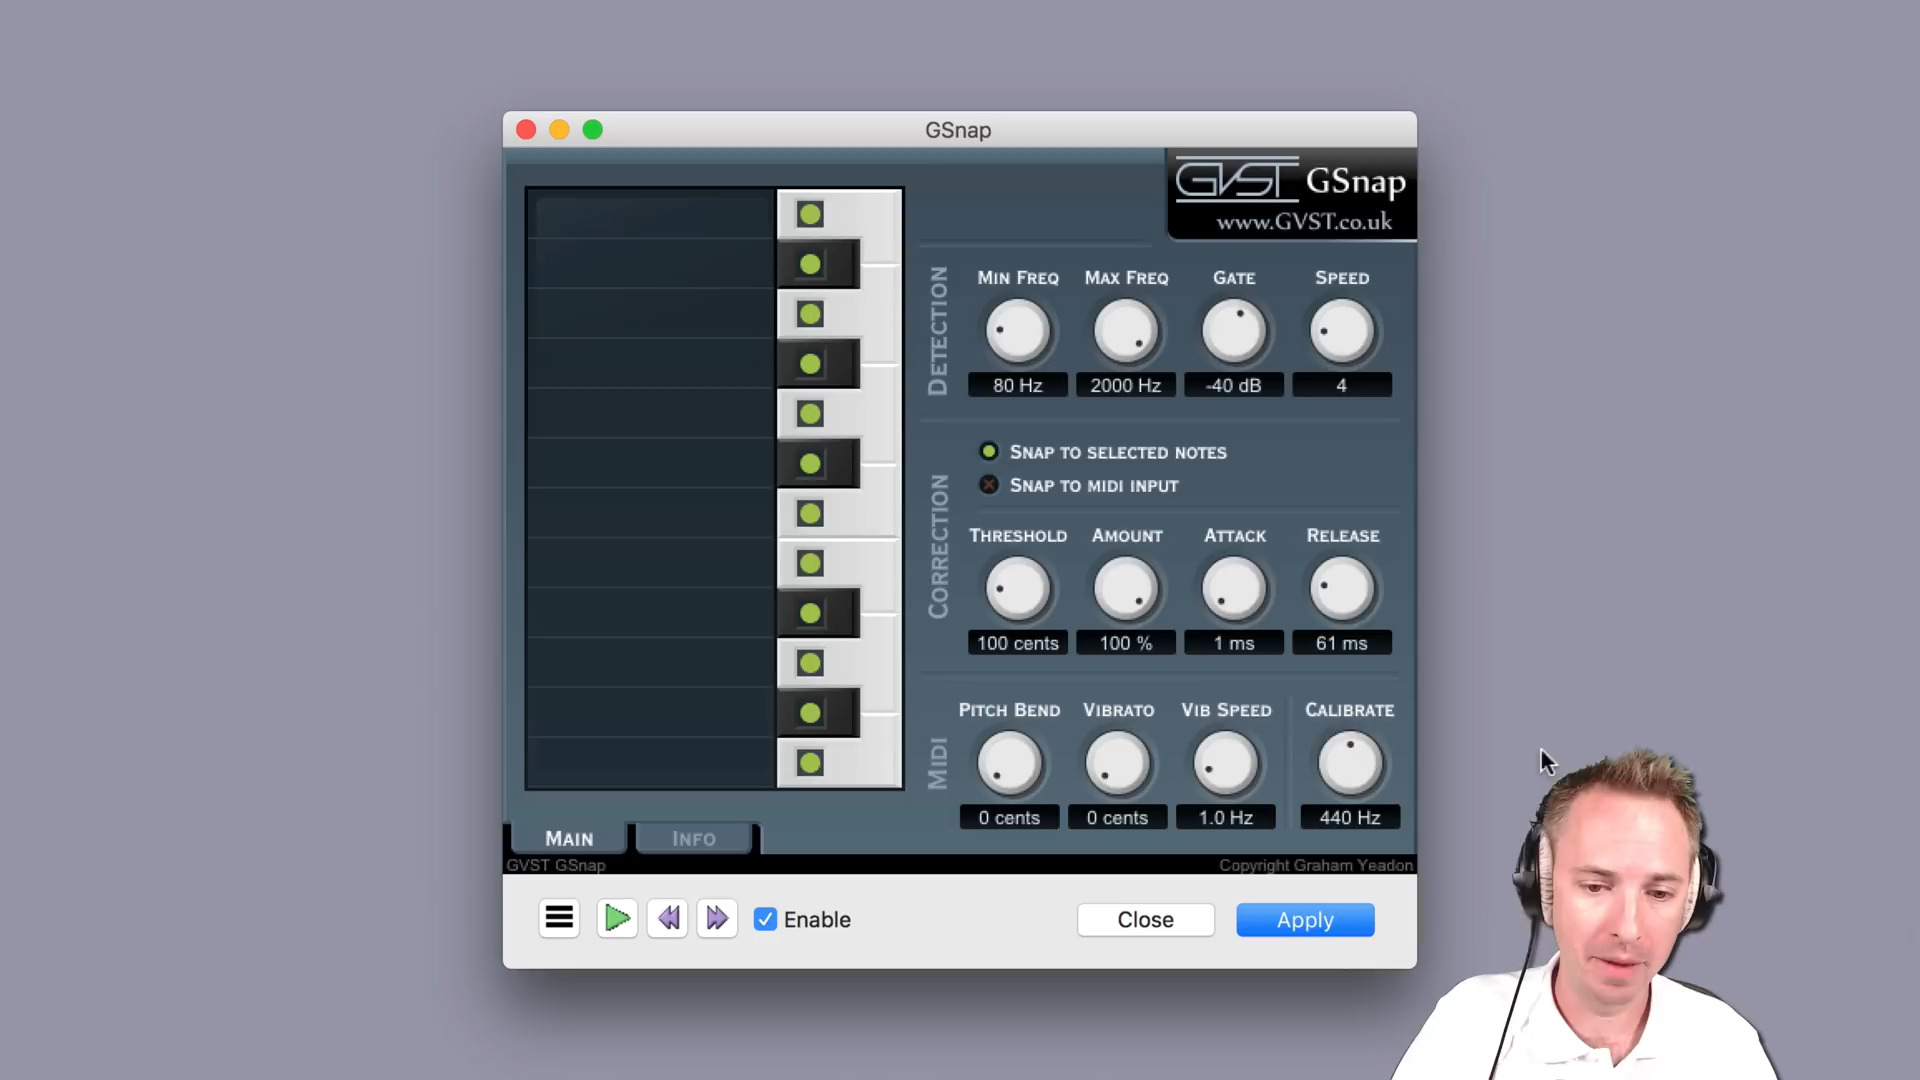 GSnap
GVST GSnap
www.GVST.co.uk
DETECTION
MIN FREQ MAX FREQ GATE SPEED
80 Hz 2000 Hz -40 dB 4
CORRECTION
SNAP TO SELECTED NOTES
SNAP TO MIDI INPUT
THRESHOLD AMOUNT ATTACK RELEASE
100 cents 100 % 1 ms 61 ms
MIDI
PITCH BEND VIBRATO VIB SPEED CALIBRATE
0 cents 0 cents 1.0 Hz 440 Hz
MAIN INFO
GVST GSnap Copyright Graham Yeadon
Enable Close Apply